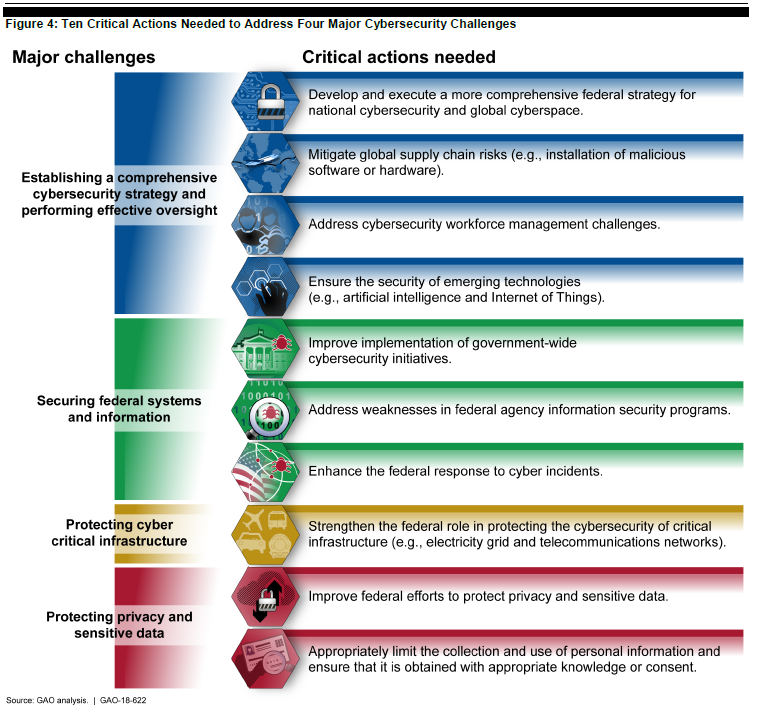 Figure 4: Ten Critical Actions Needed to Address Four Major Cybersecurity Challenges
Major challenges
Critical actions needed
Establishing a comprehensive
cybersecurity strategy and
performing effective oversight
Develop and execute a more comprehensive federal strategy for
national cybersecurity and global cyberspace.
Mitigate global supply chain risks (e.g., installation of malicious
software or hardware).
Address cybersecurity workforce management challenges.
Ensure the security of emerging technologies
(e.g., artificial intelligence and Internet of Things).
Securing federal systems
and information
Improve implementation of government-wide
cybersecurity initiatives.
Address weaknesses in federal agency information security programs.
Enhance the federal response to cyber incidents.
Protecting cyber
critical infrastructure
Strengthen the federal role in protecting the cybersecurity of critical
infrastructure (e.g., electricity grid and telecommunications networks).
Protecting privacy and
sensitive data
Improve federal efforts to protect privacy and sensitive data.
Appropriately limit the collection and use of personal information and
ensure that it is obtained with appropriate knowledge or consent.
Source: GAO analysis. | GAO-18-622